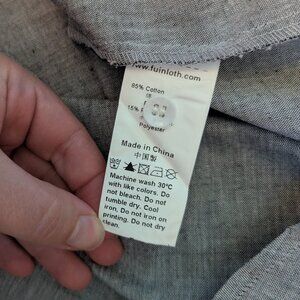 www.fuinloth.com
85% Cotton
15%
Polyester
Made in China
中国製
Machine wash 30°C
with like colors. Do
not bleach. Do not
tumble dry. Cool
iron. Do not iron on
printing. Do not dry
clean.